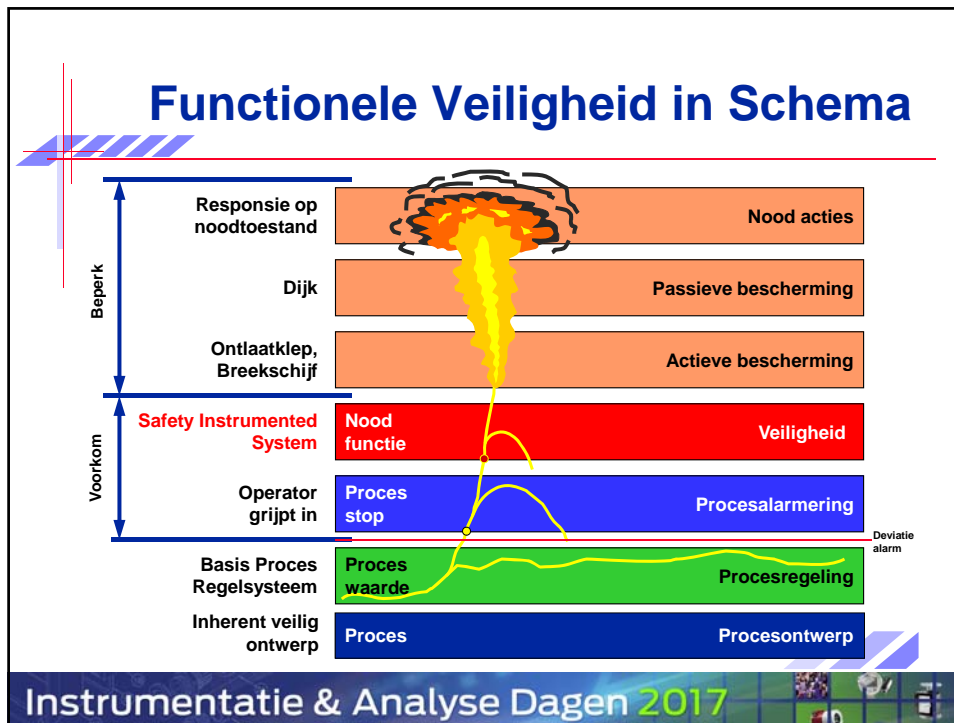 Functionele Veiligheid in Schema
Beperk
Voorkom
Responsie op
noodtoestand
Nood acties
Dijk
Passieve bescherming
Ontlaatklep,
Breekschijf
Actieve bescherming
Safety Instrumented
System
Nood
functie
Veiligheid
Operator
grijpt in
Proces
stop
Procesalarmering
Deviatie
alarm
Basis Proces
Regelsysteem
Proces
waarde
Procesregeling
Inherent veilig
ontwerp
Proces
Procesontwerp
Instrumentatie & Analyse Dagen 2017